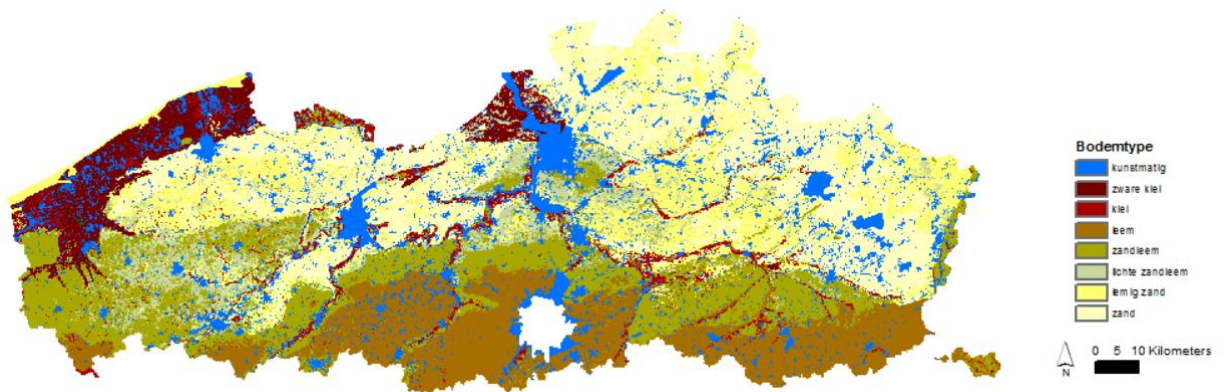 Bodemtype
kunstmatig
zware klei
klei
leem
zandleem
lichte zandleem
lemig zand
zand
0 5 10 Kilometers
N